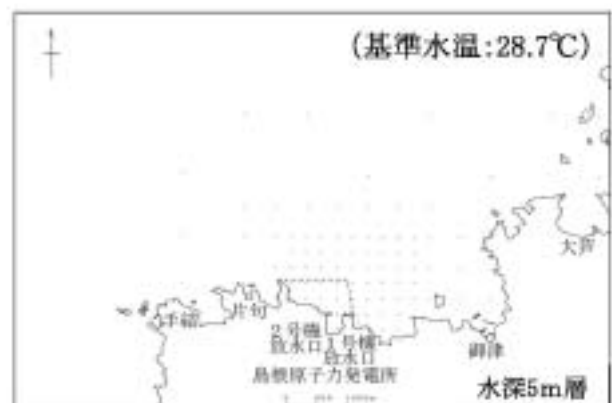 (基準水温:28.7℃)
大芦
手結
片句
2号機
放水口
1号機
放水口
御津
島根原子力発電所
水深5m層